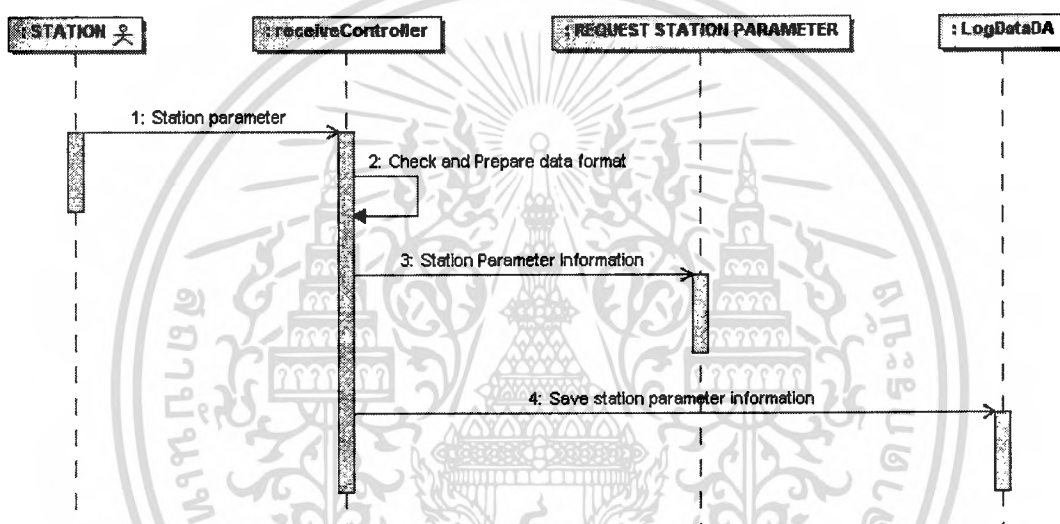 : STATION
: receiveController
: REQUEST STATION PARAMETER
: LogDataDA
1: Station parameter
2: Check and Prepare data format
3: Station Parameter Information
4: Save station parameter information